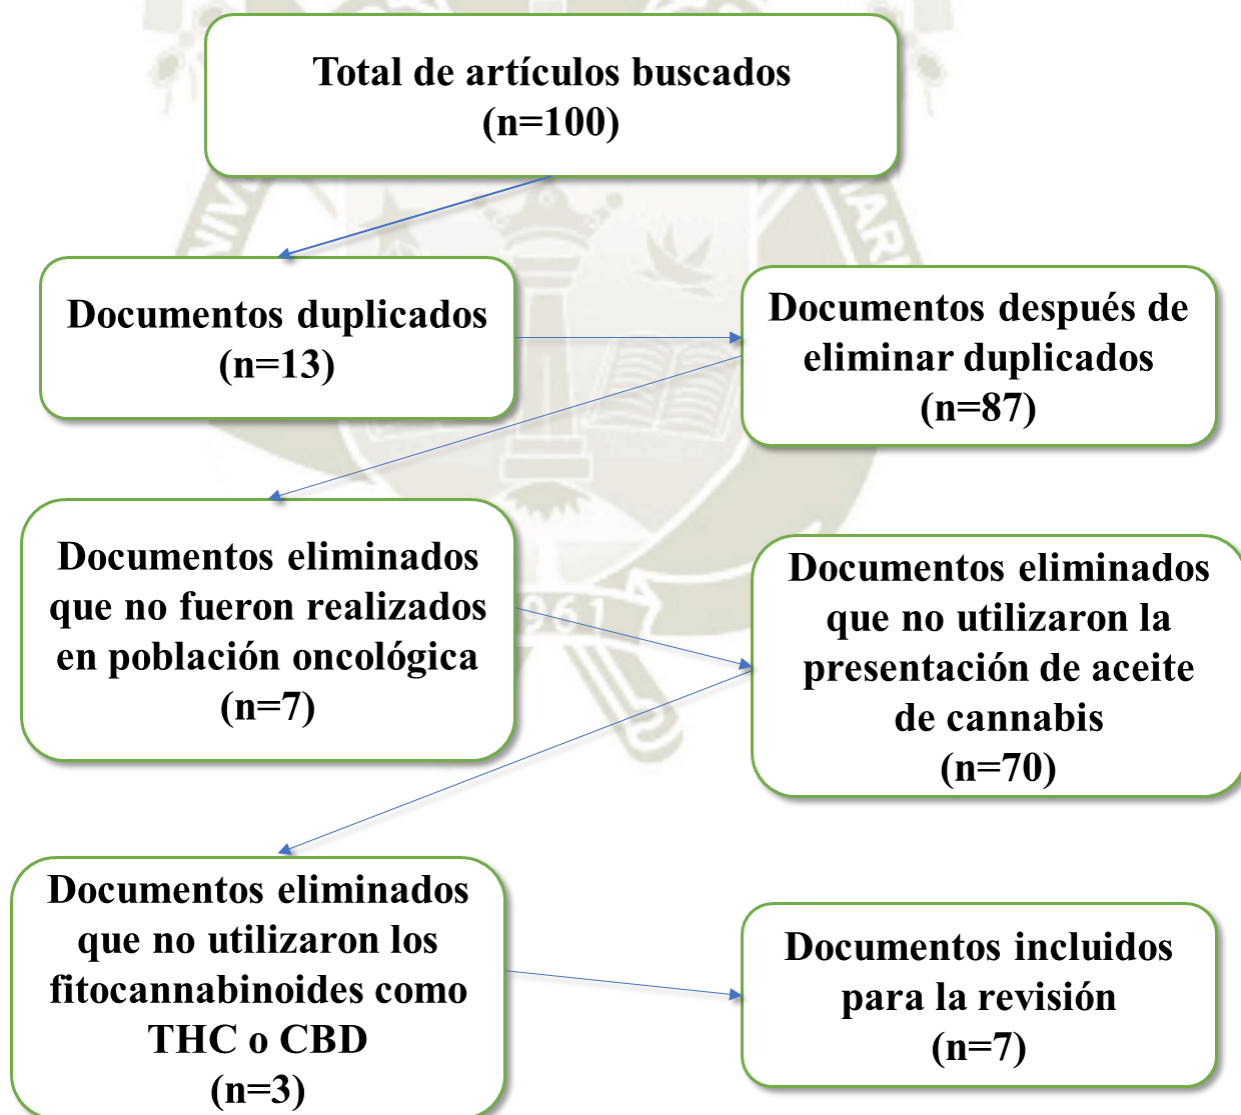 Total de artículos buscados
(n=100)
Documentos duplicados
(n=13)
Documentos después de
eliminar duplicados
(n=87)
Documentos eliminados
que no fueron realizados
en población oncológica
(n=7)
Documentos eliminados
que no utilizaron la
presentación de aceite
de cannabis
(n=70)
Documentos eliminados
que no utilizaron los
fitocannabinoides como
THC o CBD
(n=3)
Documentos incluidos
para la revisión
(n=7)